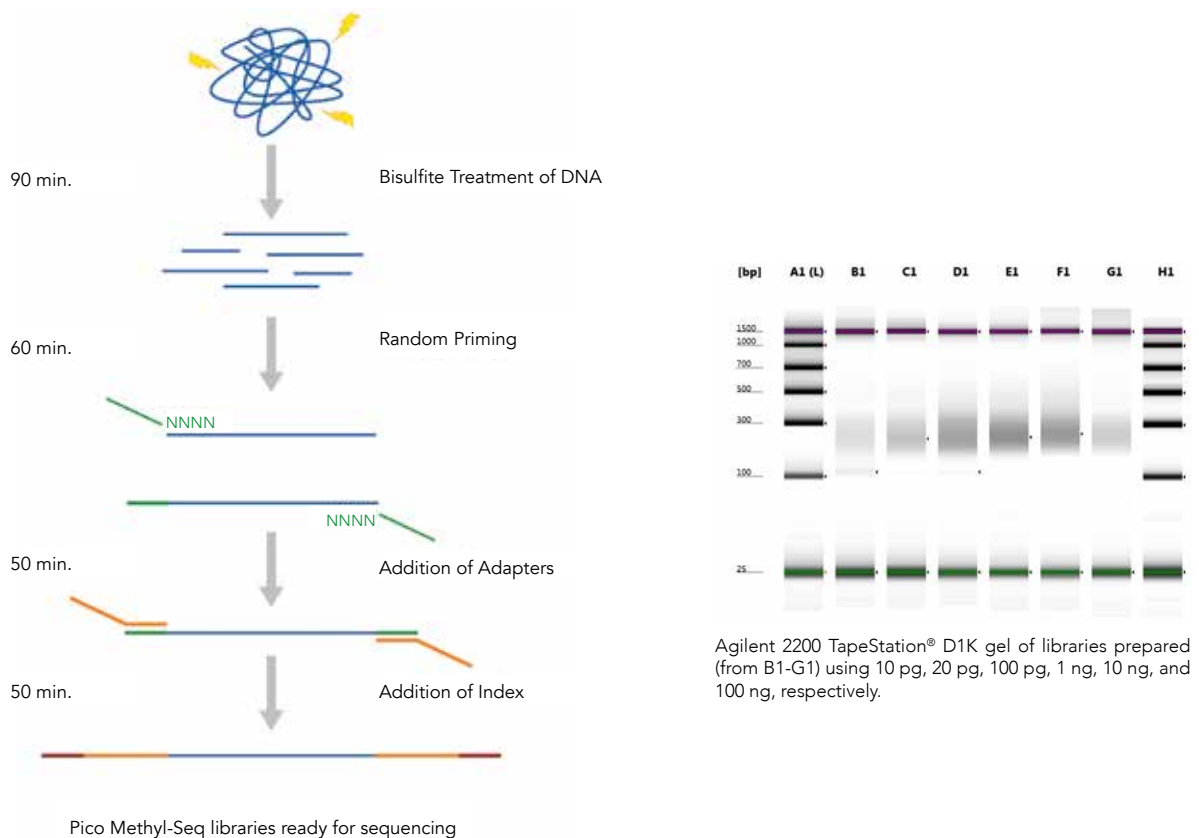 90 min.
Bisulfite Treatment of DNA
60 min.
Random Priming
NNNN
NNNN
50 min.
Addition of Adapters
50 min.
Addition of Index
Pico Methyl-Seq libraries ready for sequencing
[bp] A1 (L) B1 C1 D1 E1 F1 G1 H1
1500
1000
700
500
300
100
25
Agilent 2200 TapeStation® D1K gel of libraries prepared
(from B1-G1) using 10 pg, 20 pg, 100 pg, 1 ng, 10 ng, and
100 ng, respectively.